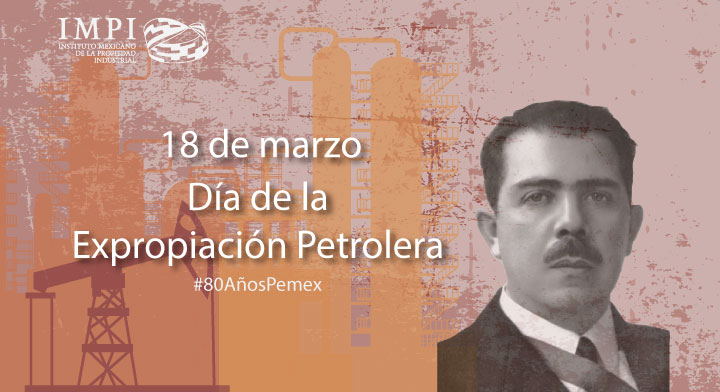 IMPI
INSTITUTO MEXICANO
DE LA PROPIEDAD
INDUSTRIAL
18 de marzo
Día de la
Expropiación Petrolera
#80AñosPemex